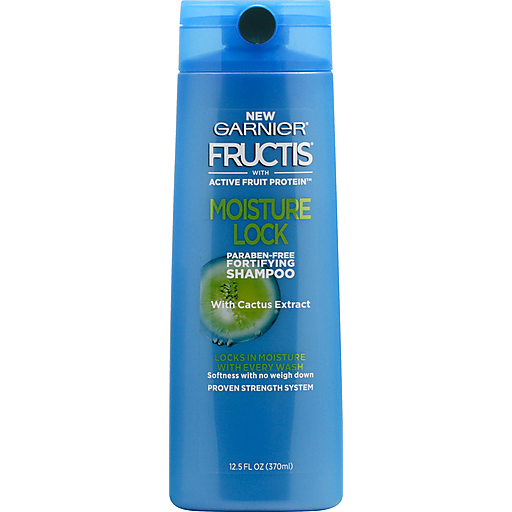 NEW
GARNIER®
FRUCTIS®
WITH
ACTIVE FRUIT PROTEIN™
MOISTURE
LOCK
PARABEN-FREE
FORTIFYING
SHAMPOO
With Cactus Extract
LOCKS IN MOISTURE
WITH EVERY WASH
Softness with no weigh down
PROVEN STRENGTH SYSTEM
12.5 FL OZ (370ml)